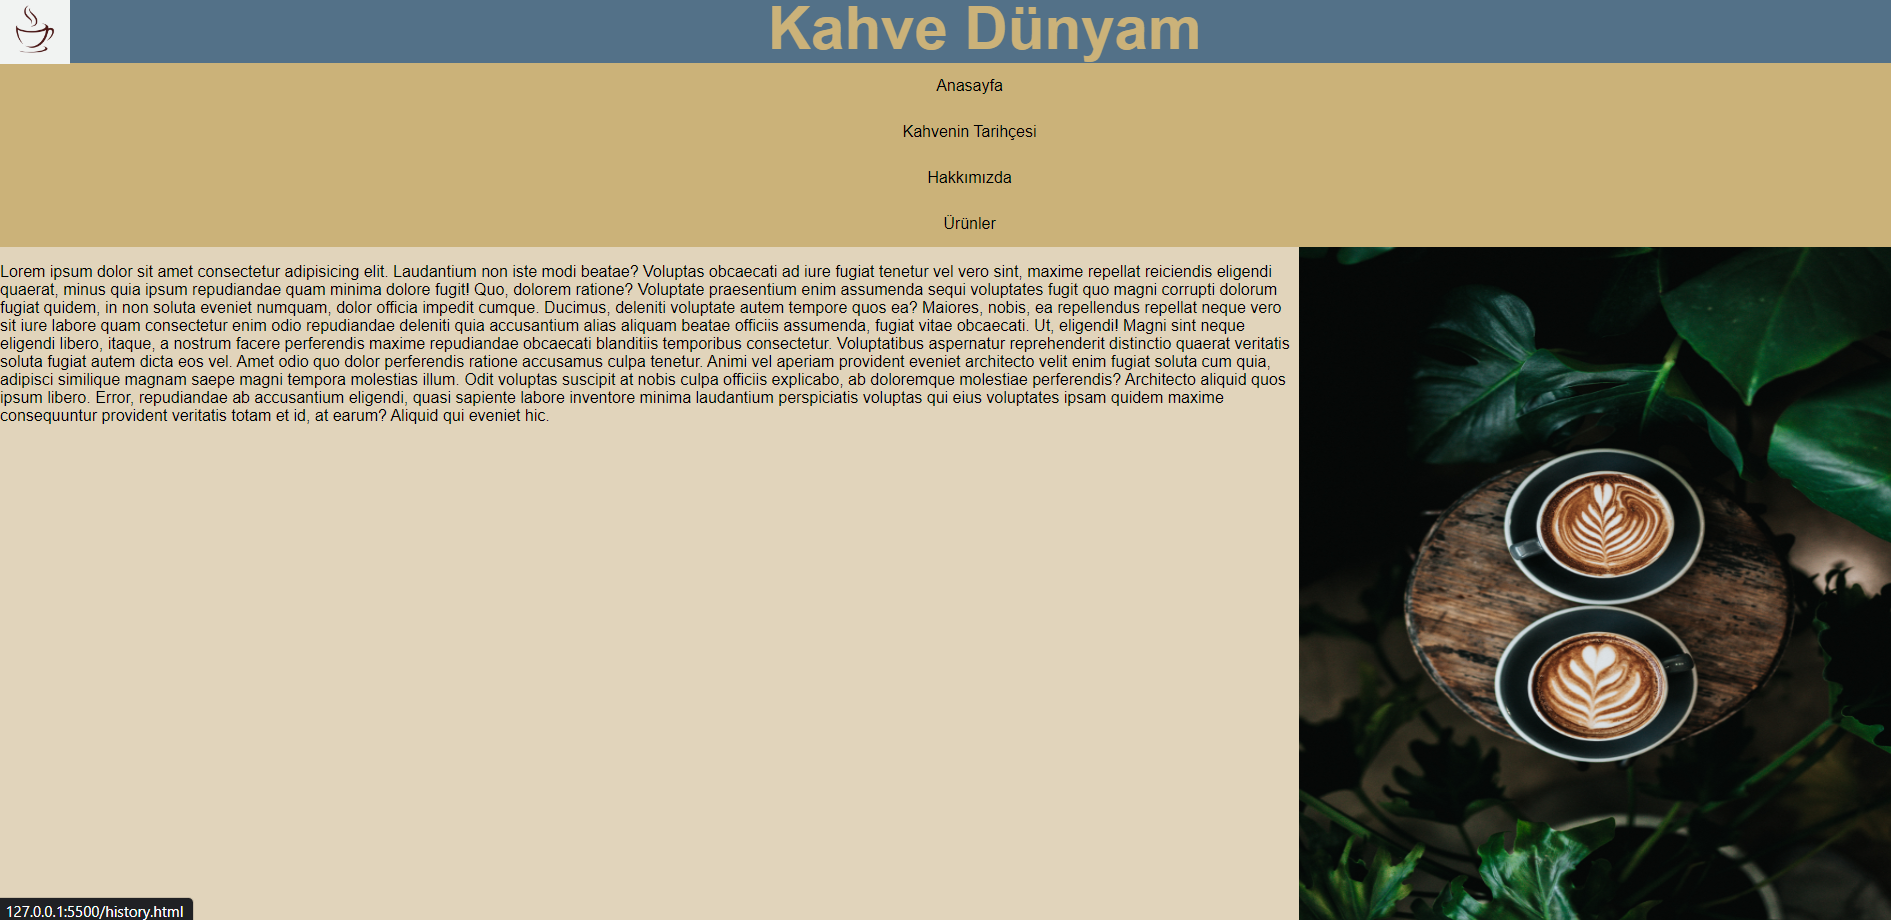 Kahve Dünyam
Anasayfa
Kahvenin Tarihçesi
Hakkımızda
Ürünler
Lorem ipsum dolor sit amet consectetur adipisicing elit. Laudantium non iste modi beatae? Voluptas obcaecati ad iure fugiat tenetur vel vero sint, maxime repellat reiciendis eligendi
quaerat, minus quia ipsum repudiandae quam minima dolore fugit! Quo, dolorem ratione? Voluptate praesentium enim assumenda sequi voluptates fugit quo magni corrupti dolorum
fugiat quidem, in non soluta eveniet numquam, dolor officia impedit cumque. Ducimus, deleniti voluptate autem tempore quos ea? Maiores, nobis, ea repellendus repellat neque vero
sit iure labore quam consectetur enim odio repudiandae deleniti quia accusantium alias aliquam beatae officiis assumenda, fugiat vitae obcaecati. Ut, eligendi! Magni sint neque
eligendi libero, itaque, a nostrum facere perferendis maxime repudiandae obcaecati blanditiis temporibus consectetur. Voluptatibus aspernatur reprehenderit distinctio quaerat veritatis
soluta fugiat autem dicta eos vel. Amet odio quo dolor perferendis ratione accusamus culpa tenetur. Animi vel aperiam provident eveniet architecto velit enim fugiat soluta cum quia,
adipisci similique magnam saepe magni tempora molestias illum. Odit voluptas suscipit at nobis culpa officiis explicabo, ab doloremque molestiae perferendis? Architecto aliquid quos
ipsum libero. Error, repudiandae ab accusantium eligendi, quasi sapiente labore inventore minima laudantium perspiciatis voluptas qui eius voluptates ipsam quidem maxime
consequuntur provident veritatis totam et id, at earum? Aliquid qui eveniet hic.
127.0.0.1:5500/history.html